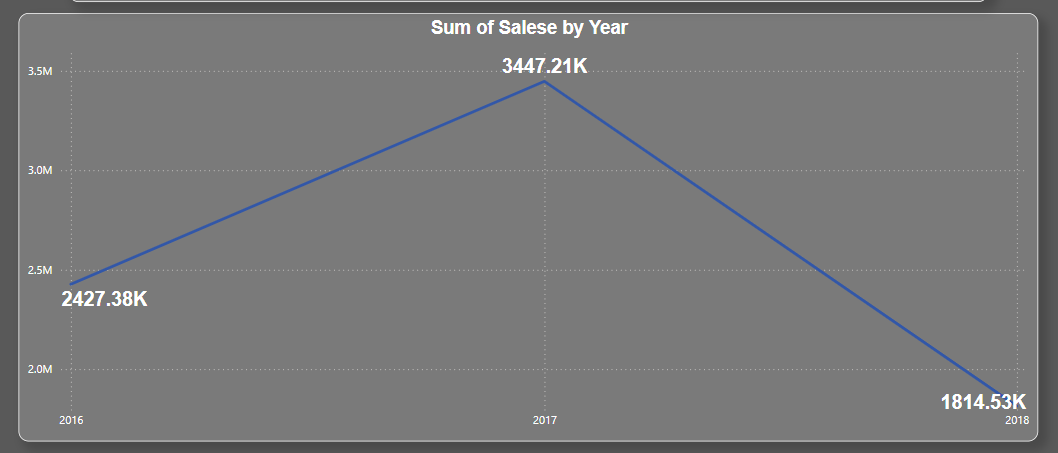 Sum of Salese by Year
3.5M
3447.21K
3.0M
2.5M
2427.38K
2.0M
1814.53K
2016 2017 2018